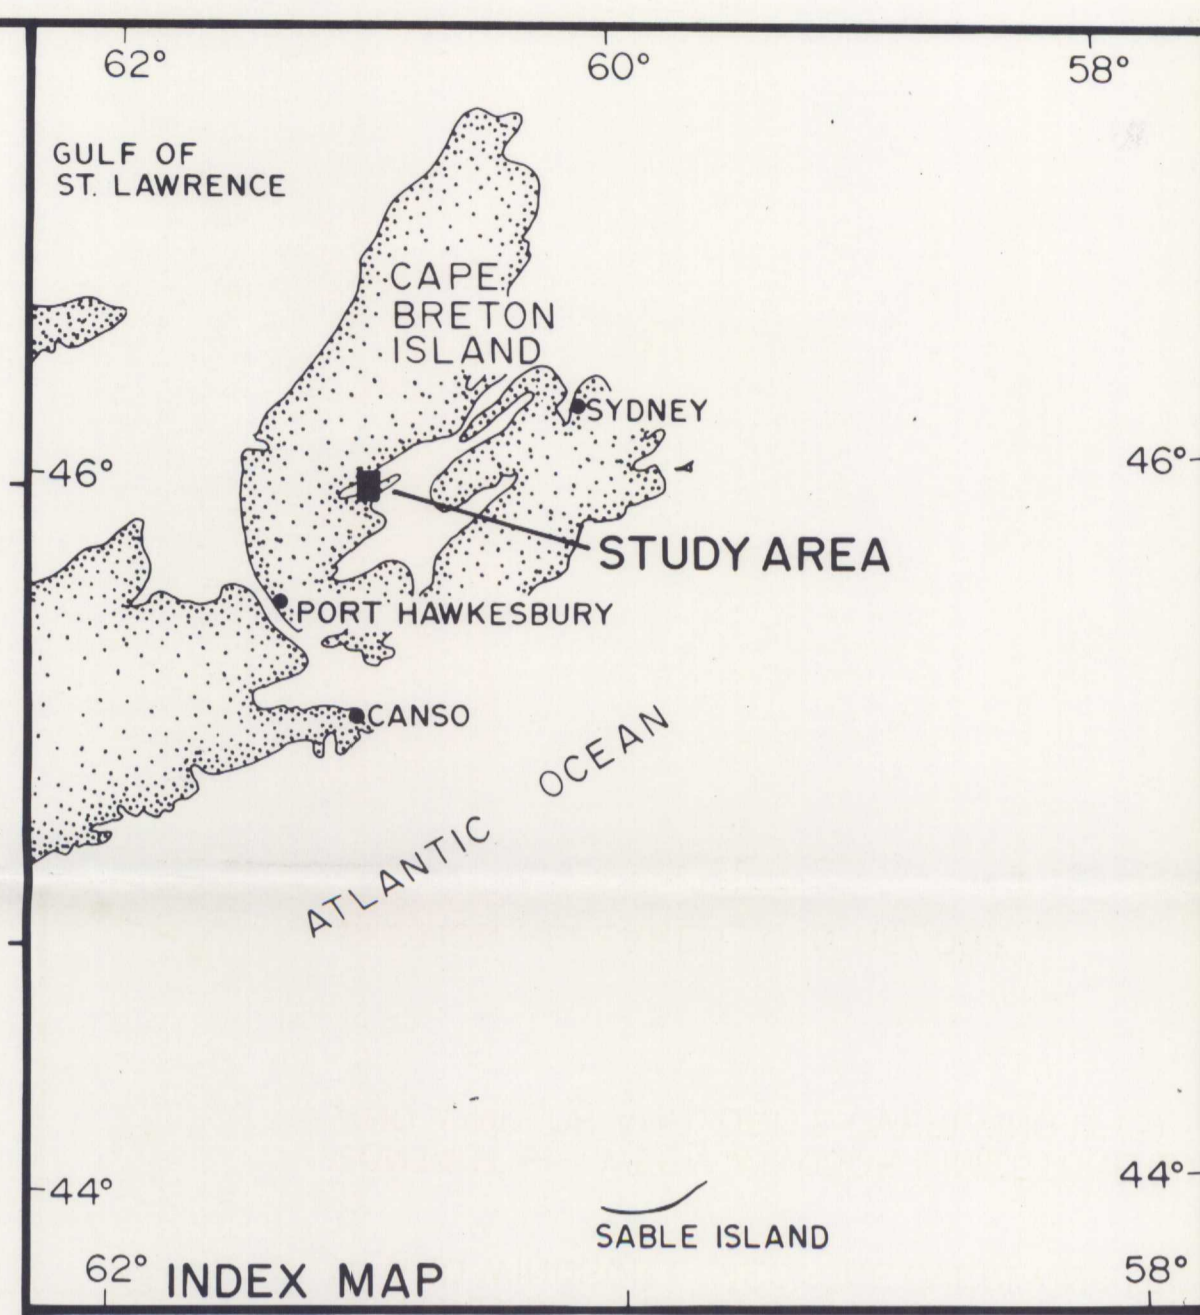 62°
60°
58°
GULF OF
ST. LAWRENCE
CAPE
BRETON
ISLAND
SYDNEY
46°
46°
STUDY AREA
PORT HAWKESBURY
CANSO
ATLANTIC OCEAN
44°
44°
SABLE ISLAND
62°
INDEX MAP
58°